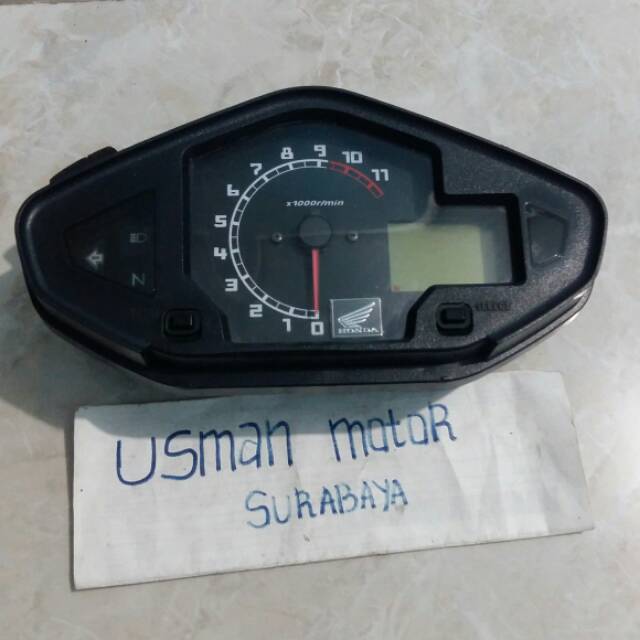 8 9 10
7 11
6 x1000r/min
5
4
3
N
2 1 0
HONDA
USMAN MOTOR
SURABAYA